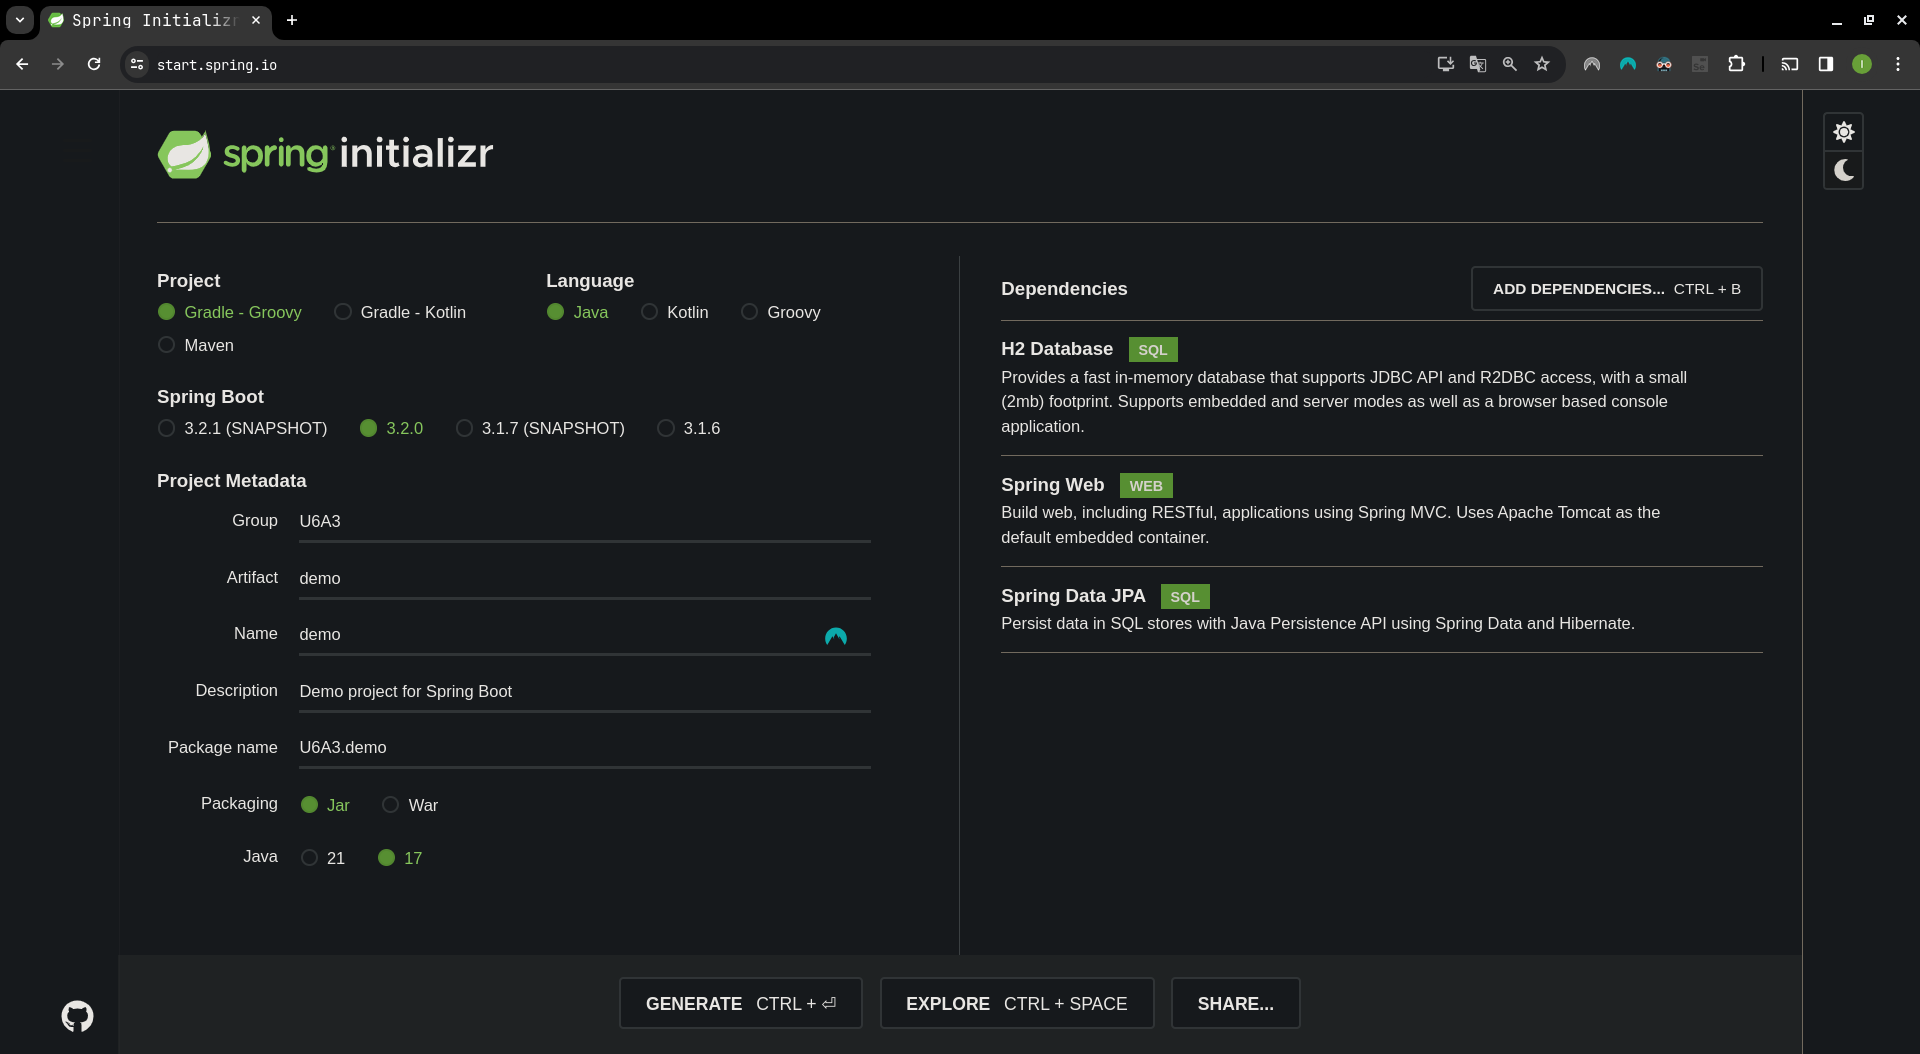 Spring Initializr
start.spring.io
spring initializr
Project
Gradle - Groovy Gradle - Kotlin
Maven
Language
Java Kotlin Groovy
Spring Boot
3.2.1 (SNAPSHOT) 3.2.0 3.1.7 (SNAPSHOT) 3.1.6
Project Metadata
Group U6A3
Artifact demo
Name demo
Description Demo project for Spring Boot
Package name U6A3.demo
Packaging Jar War
Java 21 17
Dependencies ADD DEPENDENCIES... CTRL + B
H2 Database SQL
Provides a fast in-memory database that supports JDBC API and R2DBC access, with a small
(2mb) footprint. Supports embedded and server modes as well as a browser based console
application.
Spring Web WEB
Build web, including RESTful, applications using Spring MVC. Uses Apache Tomcat as the
default embedded container.
Spring Data JPA SQL
Persist data in SQL stores with Java Persistence API using Spring Data and Hibernate.
GENERATE CTRL + ⏎ EXPLORE CTRL + SPACE SHARE...